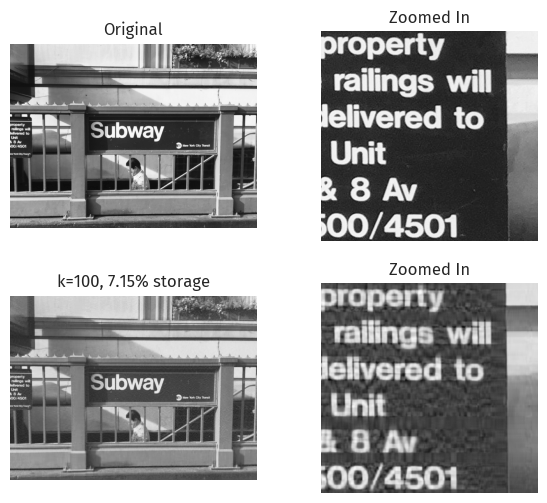 Original
Zoomed In
Subway
New York City Transit
property
railings will
delivered to
Unit
& 8 Av
500/4501
k=100, 7.15% storage
Zoomed In
Subway
property
railings will
delivered to
Unit
& 8 Av
500/4501